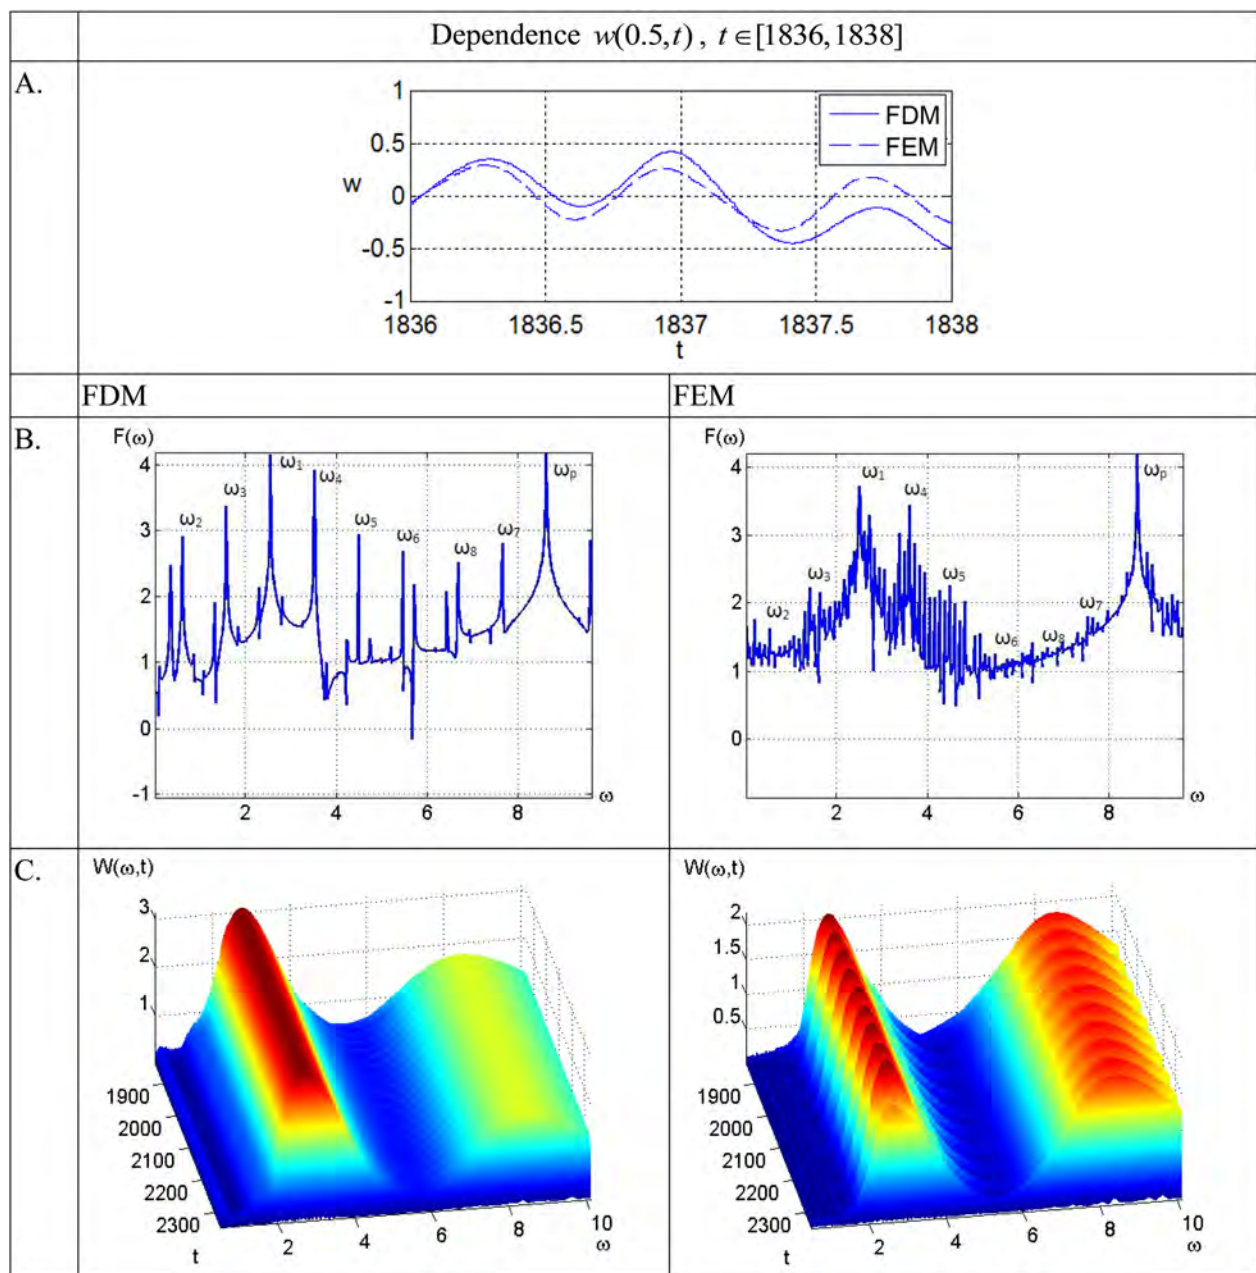 Dependence w(0.5,t), t∈[1836,1838]
A.
1
0.5
0
-0.5
-1
w
FDM
FEM
1836 1836.5 1837 1837.5 1838
t
FDM FEM
B.
F(ω)
4
3
2
1
0
-1
ω₂ ω₃ ω₁ ω₄ ω₅ ω₆ ω₈ ω₇ ωₚ
2 4 6 8 ω
F(ω)
4
3
2
1
0
ω₂ ω₃ ω₁ ω₄ ω₅ ω₆ ω₈ ω₇ ωₚ
2 4 6 8 ω
C.
W(ω,t)
3
2
1
1900
2000
2100
2200
2300
t
2 4 6 8 10
ω
W(ω,t)
2
1.5
1
0.5
1900
2000
2100
2200
2300
t
2 4 6 8 10
ω